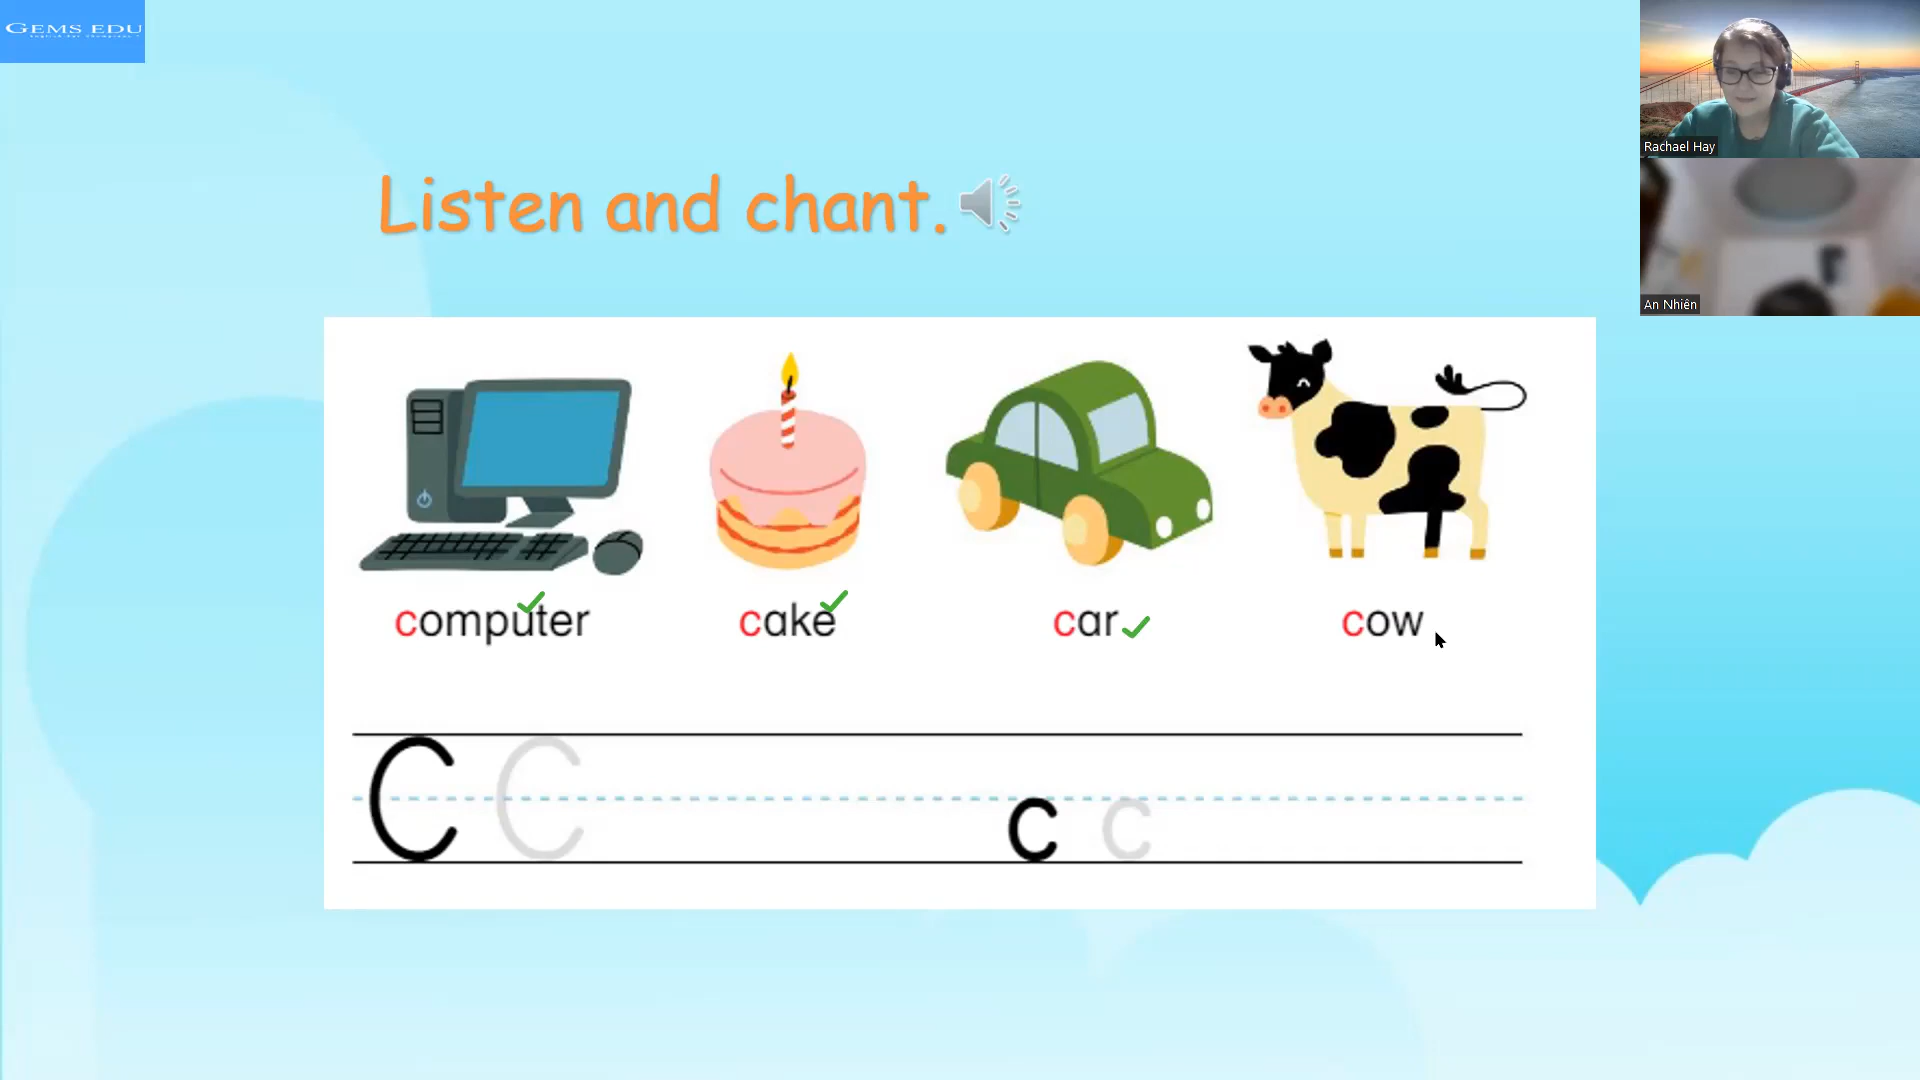 GEMS EDU
Listen and chant.
computer cake car cow
C C c c
Rachael Hay
An Nhiên